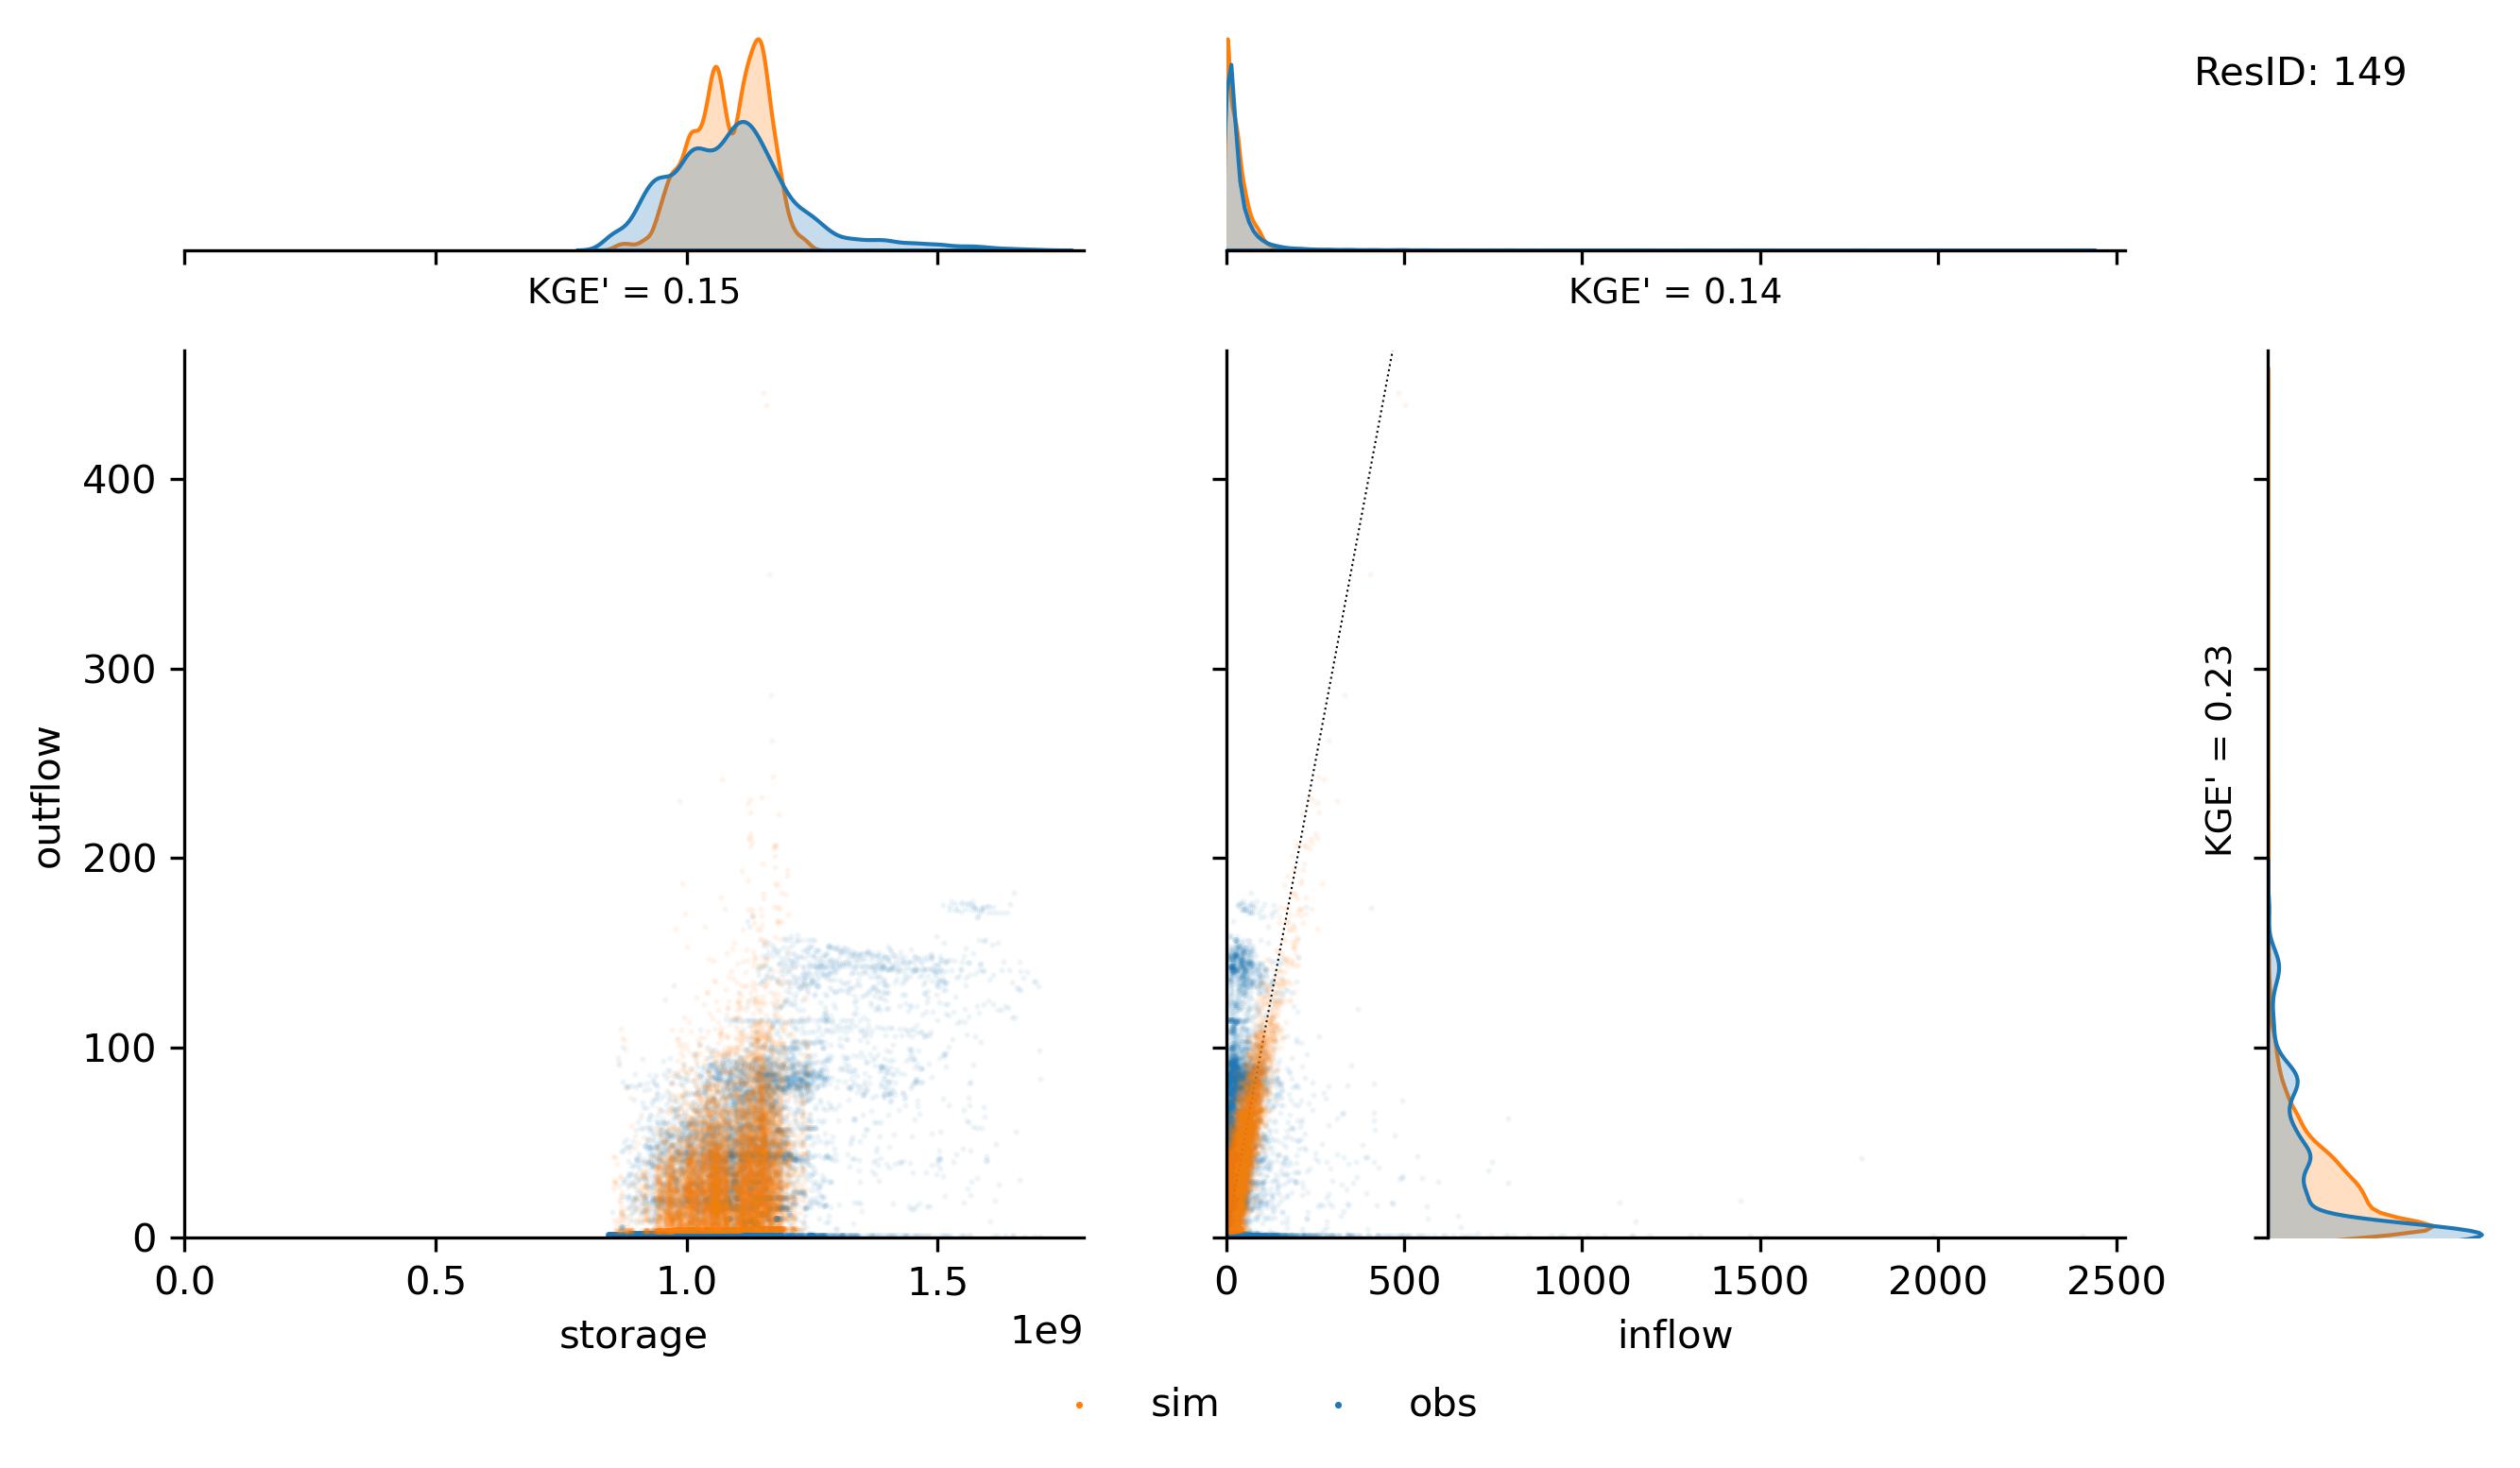 ResID: 149
KGE' = 0.15
KGE' = 0.14
outflow
400
300
200
100
0
KGE' = 0.23
0.0 0.5 1.0 1.5
1e9
storage
0 500 1000 1500 2000 2500
inflow
sim obs